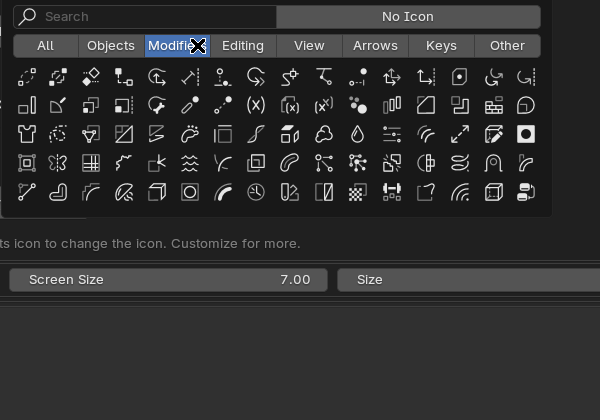 Search No Icon
All Objects Modifie Editing View Arrows Keys Other
ts icon to change the icon. Customize for more.
Screen Size 7.00 Size